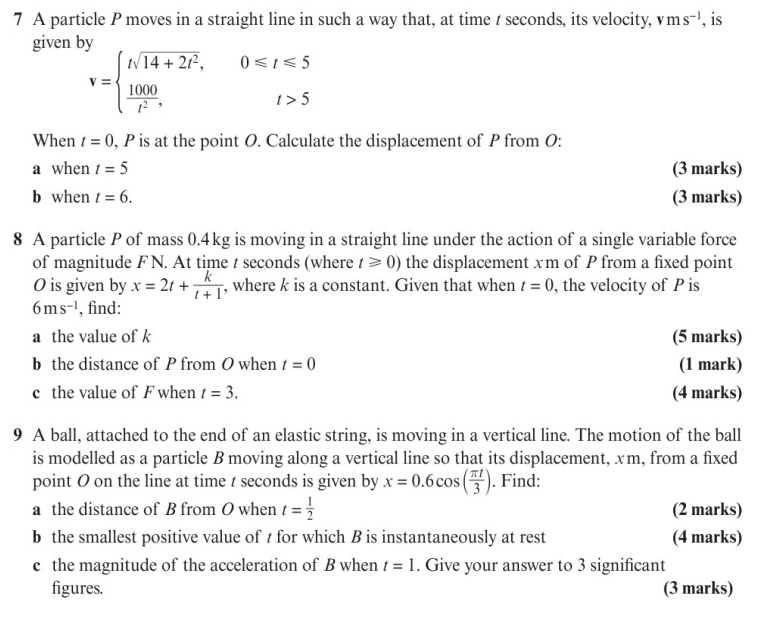 7 A particle P moves in a straight line in such a way that, at time t seconds, its velocity, v m s⁻¹, is
given by
v = { t√(14 + 2t²), 0 ⩽ t ⩽ 5
1000/t², t > 5
When t = 0, P is at the point O. Calculate the displacement of P from O:
a when t = 5 (3 marks)
b when t = 6. (3 marks)
8 A particle P of mass 0.4 kg is moving in a straight line under the action of a single variable force
of magnitude F N. At time t seconds (where t ⩾ 0) the displacement x m of P from a fixed point
O is given by x = 2t + k/(t + 1), where k is a constant. Given that when t = 0, the velocity of P is
6 m s⁻¹, find:
a the value of k (5 marks)
b the distance of P from O when t = 0 (1 mark)
c the value of F when t = 3. (4 marks)
9 A ball, attached to the end of an elastic string, is moving in a vertical line. The motion of the ball
is modelled as a particle B moving along a vertical line so that its displacement, x m, from a fixed
point O on the line at time t seconds is given by x = 0.6 cos(πt/3). Find:
a the distance of B from O when t = 1/2 (2 marks)
b the smallest positive value of t for which B is instantaneously at rest (4 marks)
c the magnitude of the acceleration of B when t = 1. Give your answer to 3 significant
figures. (3 marks)